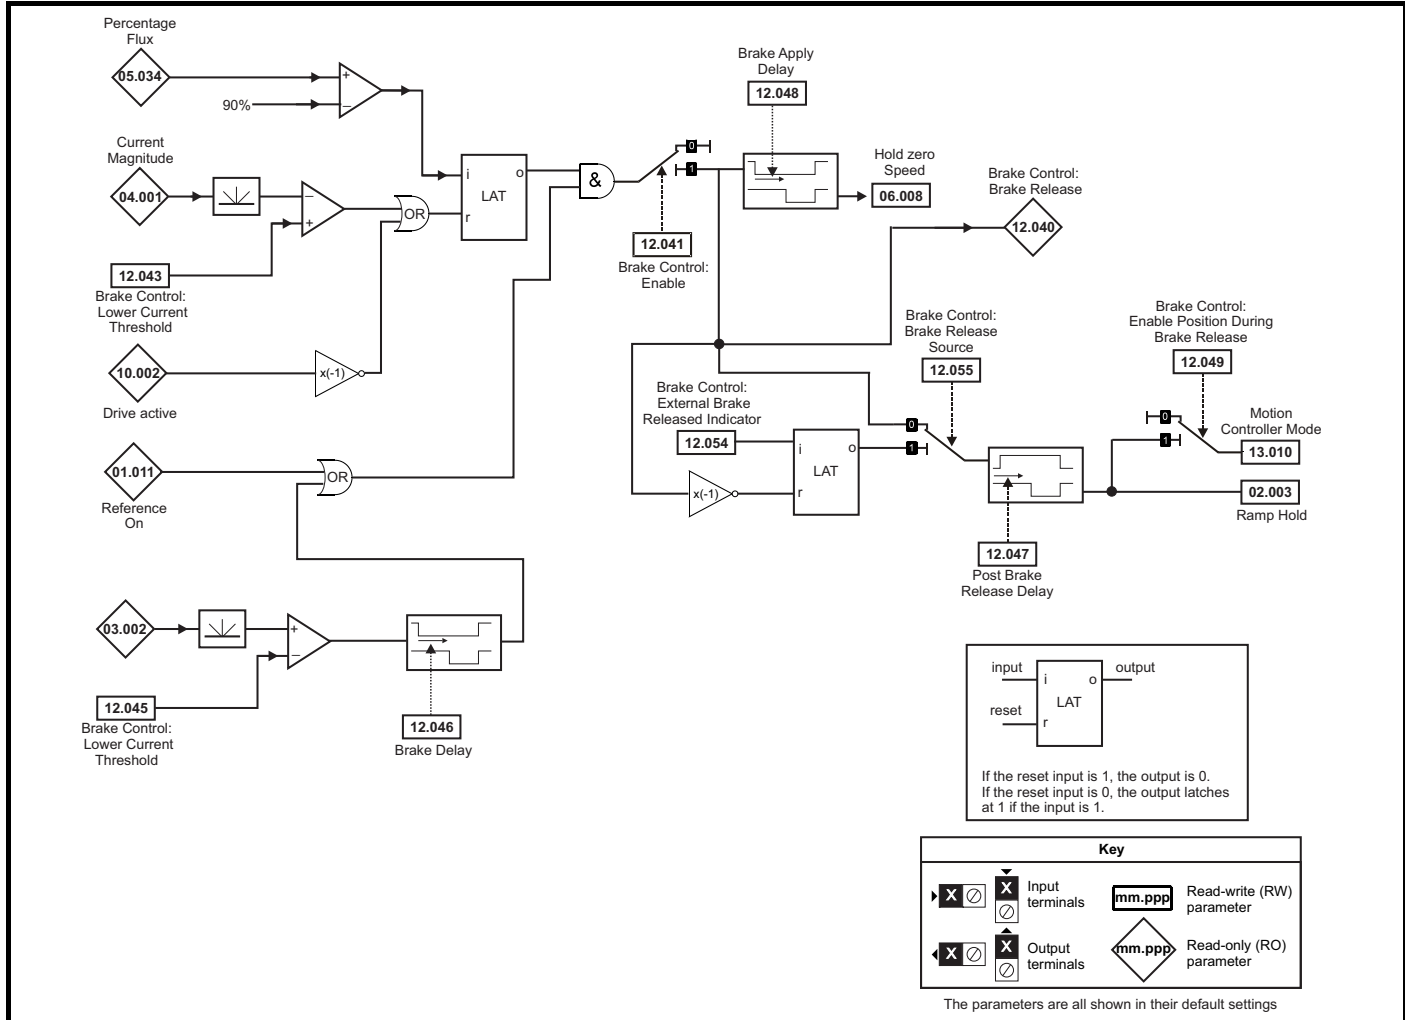 Percentage
Flux
05.034
+
90%
–
Current
Magnitude
04.001
–
+
OR
12.043
Brake Control:
Lower Current
Threshold
10.002
x(-1)
Drive active
i
o
LAT
r
&
0
1
12.041
Brake Control:
Enable
Brake Apply
Delay
12.048
Hold zero
Speed
06.008
Brake Control:
Brake Release
12.040
01.011
Reference
On
OR
03.002
+
–
12.045
Brake Control:
Lower Current
Threshold
12.046
Brake Delay
Brake Control:
External Brake
Released Indicator
12.054
i
o
LAT
r
x(-1)
Brake Control:
Brake Release
Source
12.055
0
1
12.047
Post Brake
Release Delay
Brake Control:
Enable Position During
Brake Release
12.049
0
1
Motion
Controller Mode
13.010
02.003
Ramp Hold
input
output
i
o
LAT
reset
r
If the reset input is 1, the output is 0.
If the reset input is 0, the output latches
at 1 if the input is 1.
Key
X
X
Input
terminals
mm.ppp
Read-write (RW)
parameter
X
X
Output
terminals
mm.ppp
Read-only (RO)
parameter
The parameters are all shown in their default settings